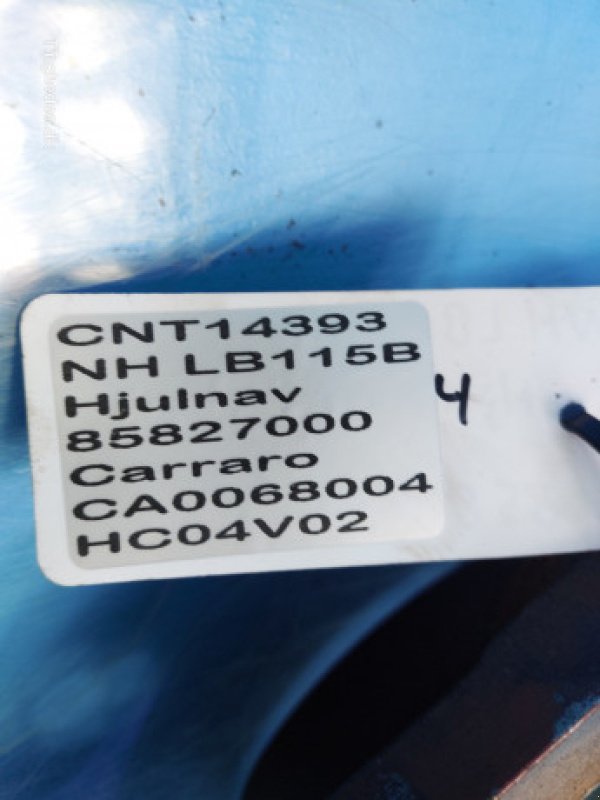 CNT14393
NH LB115B
Hjulnav
85827000
Carraro
CA0068004
HC04V02
4